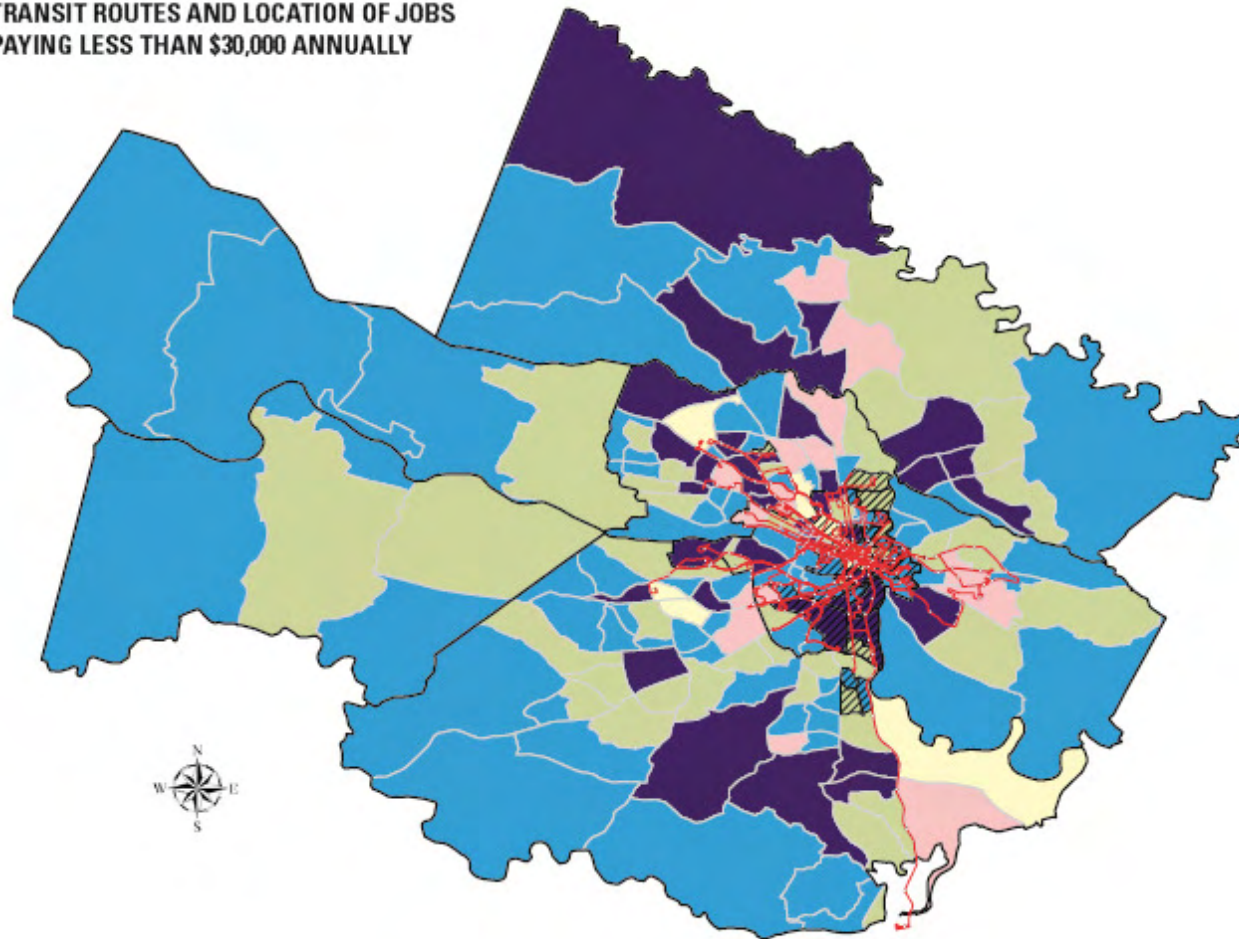 TRANSIT ROUTES AND LOCATION OF JOBS
PAYING LESS THAN $30,000 ANNUALLY
N
W E
S